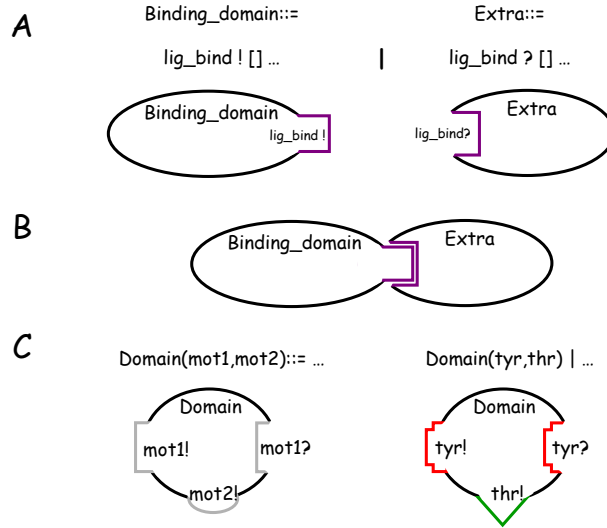 A
Binding_domain::=
Extra::=
lig_bind ! [] ...
|
lig_bind ? [] ...
Binding_domain
lig_bind !
Extra
lig_bind?
B
Binding_domain
Extra
C
Domain(mot1,mot2)::= ...
Domain(tyr,thr) | ...
Domain
mot1!
mot1?
mot2!
Domain
tyr!
tyr?
thr!